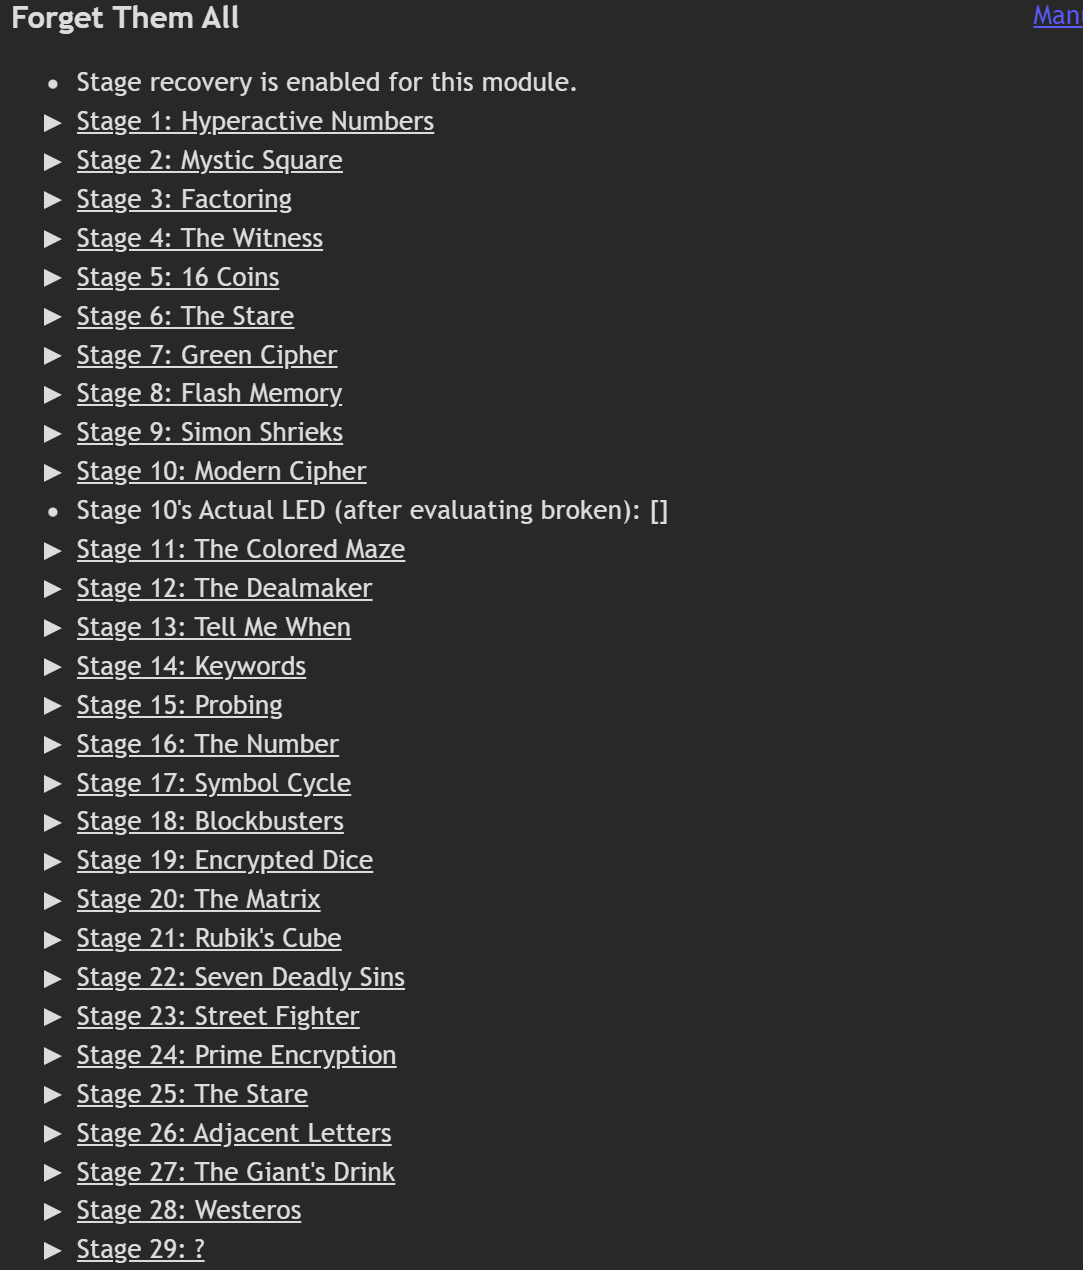 Forget Them All
Man
• Stage recovery is enabled for this module.
▶ Stage 1: Hyperactive Numbers
▶ Stage 2: Mystic Square
▶ Stage 3: Factoring
▶ Stage 4: The Witness
▶ Stage 5: 16 Coins
▶ Stage 6: The Stare
▶ Stage 7: Green Cipher
▶ Stage 8: Flash Memory
▶ Stage 9: Simon Shrieks
▶ Stage 10: Modern Cipher
• Stage 10's Actual LED (after evaluating broken): []
▶ Stage 11: The Colored Maze
▶ Stage 12: The Dealmaker
▶ Stage 13: Tell Me When
▶ Stage 14: Keywords
▶ Stage 15: Probing
▶ Stage 16: The Number
▶ Stage 17: Symbol Cycle
▶ Stage 18: Blockbusters
▶ Stage 19: Encrypted Dice
▶ Stage 20: The Matrix
▶ Stage 21: Rubik's Cube
▶ Stage 22: Seven Deadly Sins
▶ Stage 23: Street Fighter
▶ Stage 24: Prime Encryption
▶ Stage 25: The Stare
▶ Stage 26: Adjacent Letters
▶ Stage 27: The Giant's Drink
▶ Stage 28: Westeros
▶ Stage 29: ?